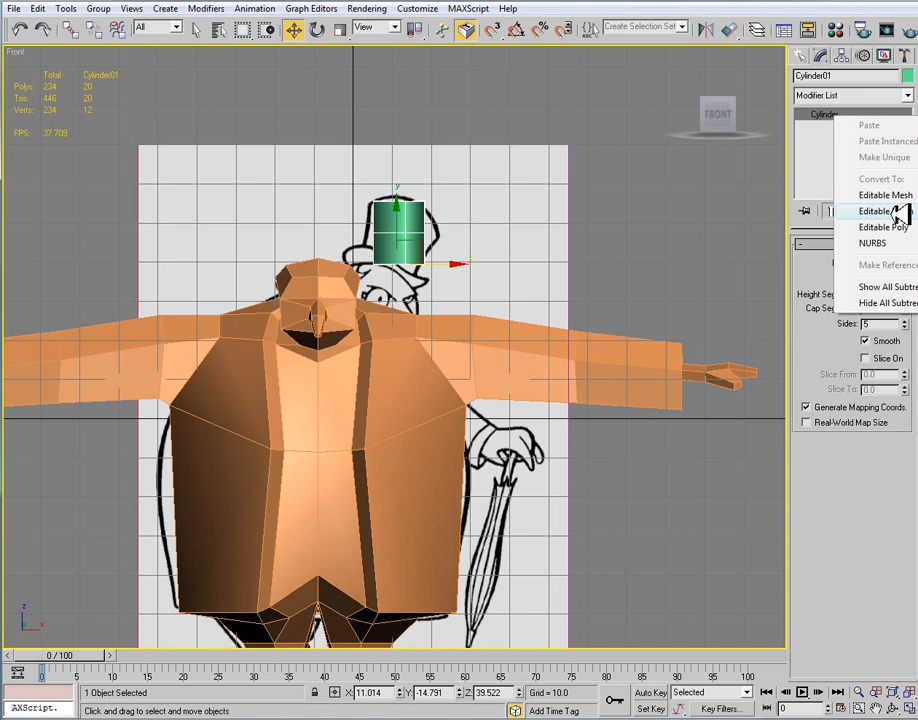 File Edit Tools Group Views Create Modifiers Animation Graph Editors Rendering Customize MAXScript Help
All View Create Selection Set
Front
Total Cylinder01
Polys: 234 20
Tris: 446 20
Verts: 234 12
FPS: 37.709
FRONT
y
z
x
Cylinder01
Modifier List
Cylinder
Paste
Paste Instanced
Make Unique
Convert To:
Editable Mesh
Editable
Editable Poly
NURBS
Make Reference
Show All Subtre
Hide All Subtre
Height Seg
Cap Seg
Sides: 5
Smooth
Slice On
Slice From: 0.0
Slice To: 0.0
Generate Mapping Coords.
Real-World Map Size
0 / 100
0 5 10 15 20 25 30 35 40 45 50 55 60 65 70 75 80 85 90 95 100
1 Object Selected X: 11.014 Y: -14.791 Z: 39.522 Grid = 10.0 Auto Key Selected
AXScript. Click and drag to select and move objects Add Time Tag Set Key Key Filters... 0